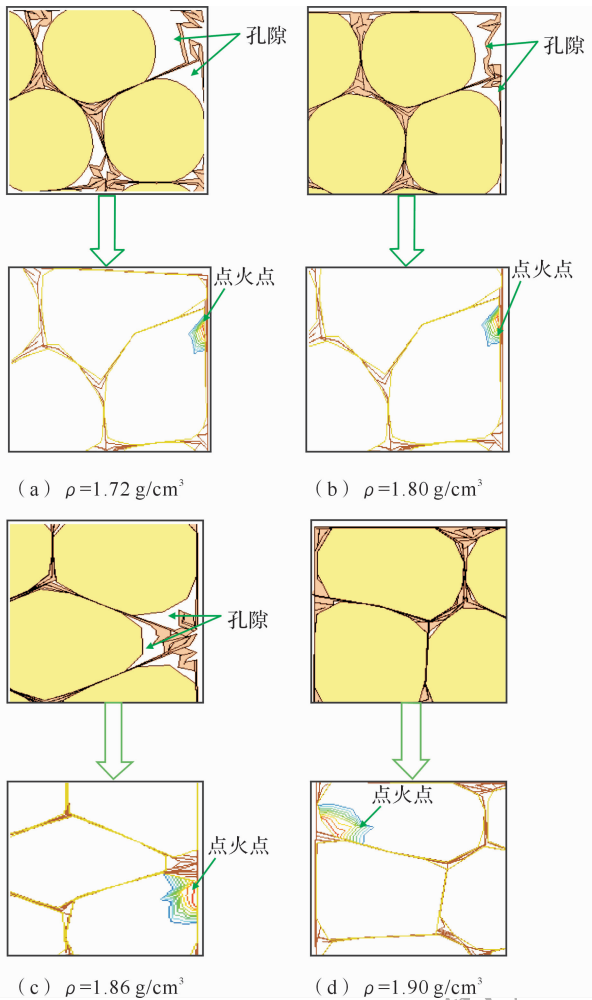 孔隙
孔隙
点火点
点火点
(a) ρ=1.72 g/cm³
(b) ρ=1.80 g/cm³
孔隙
点火点
点火点
(c) ρ=1.86 g/cm³
(d) ρ=1.90 g/cm³